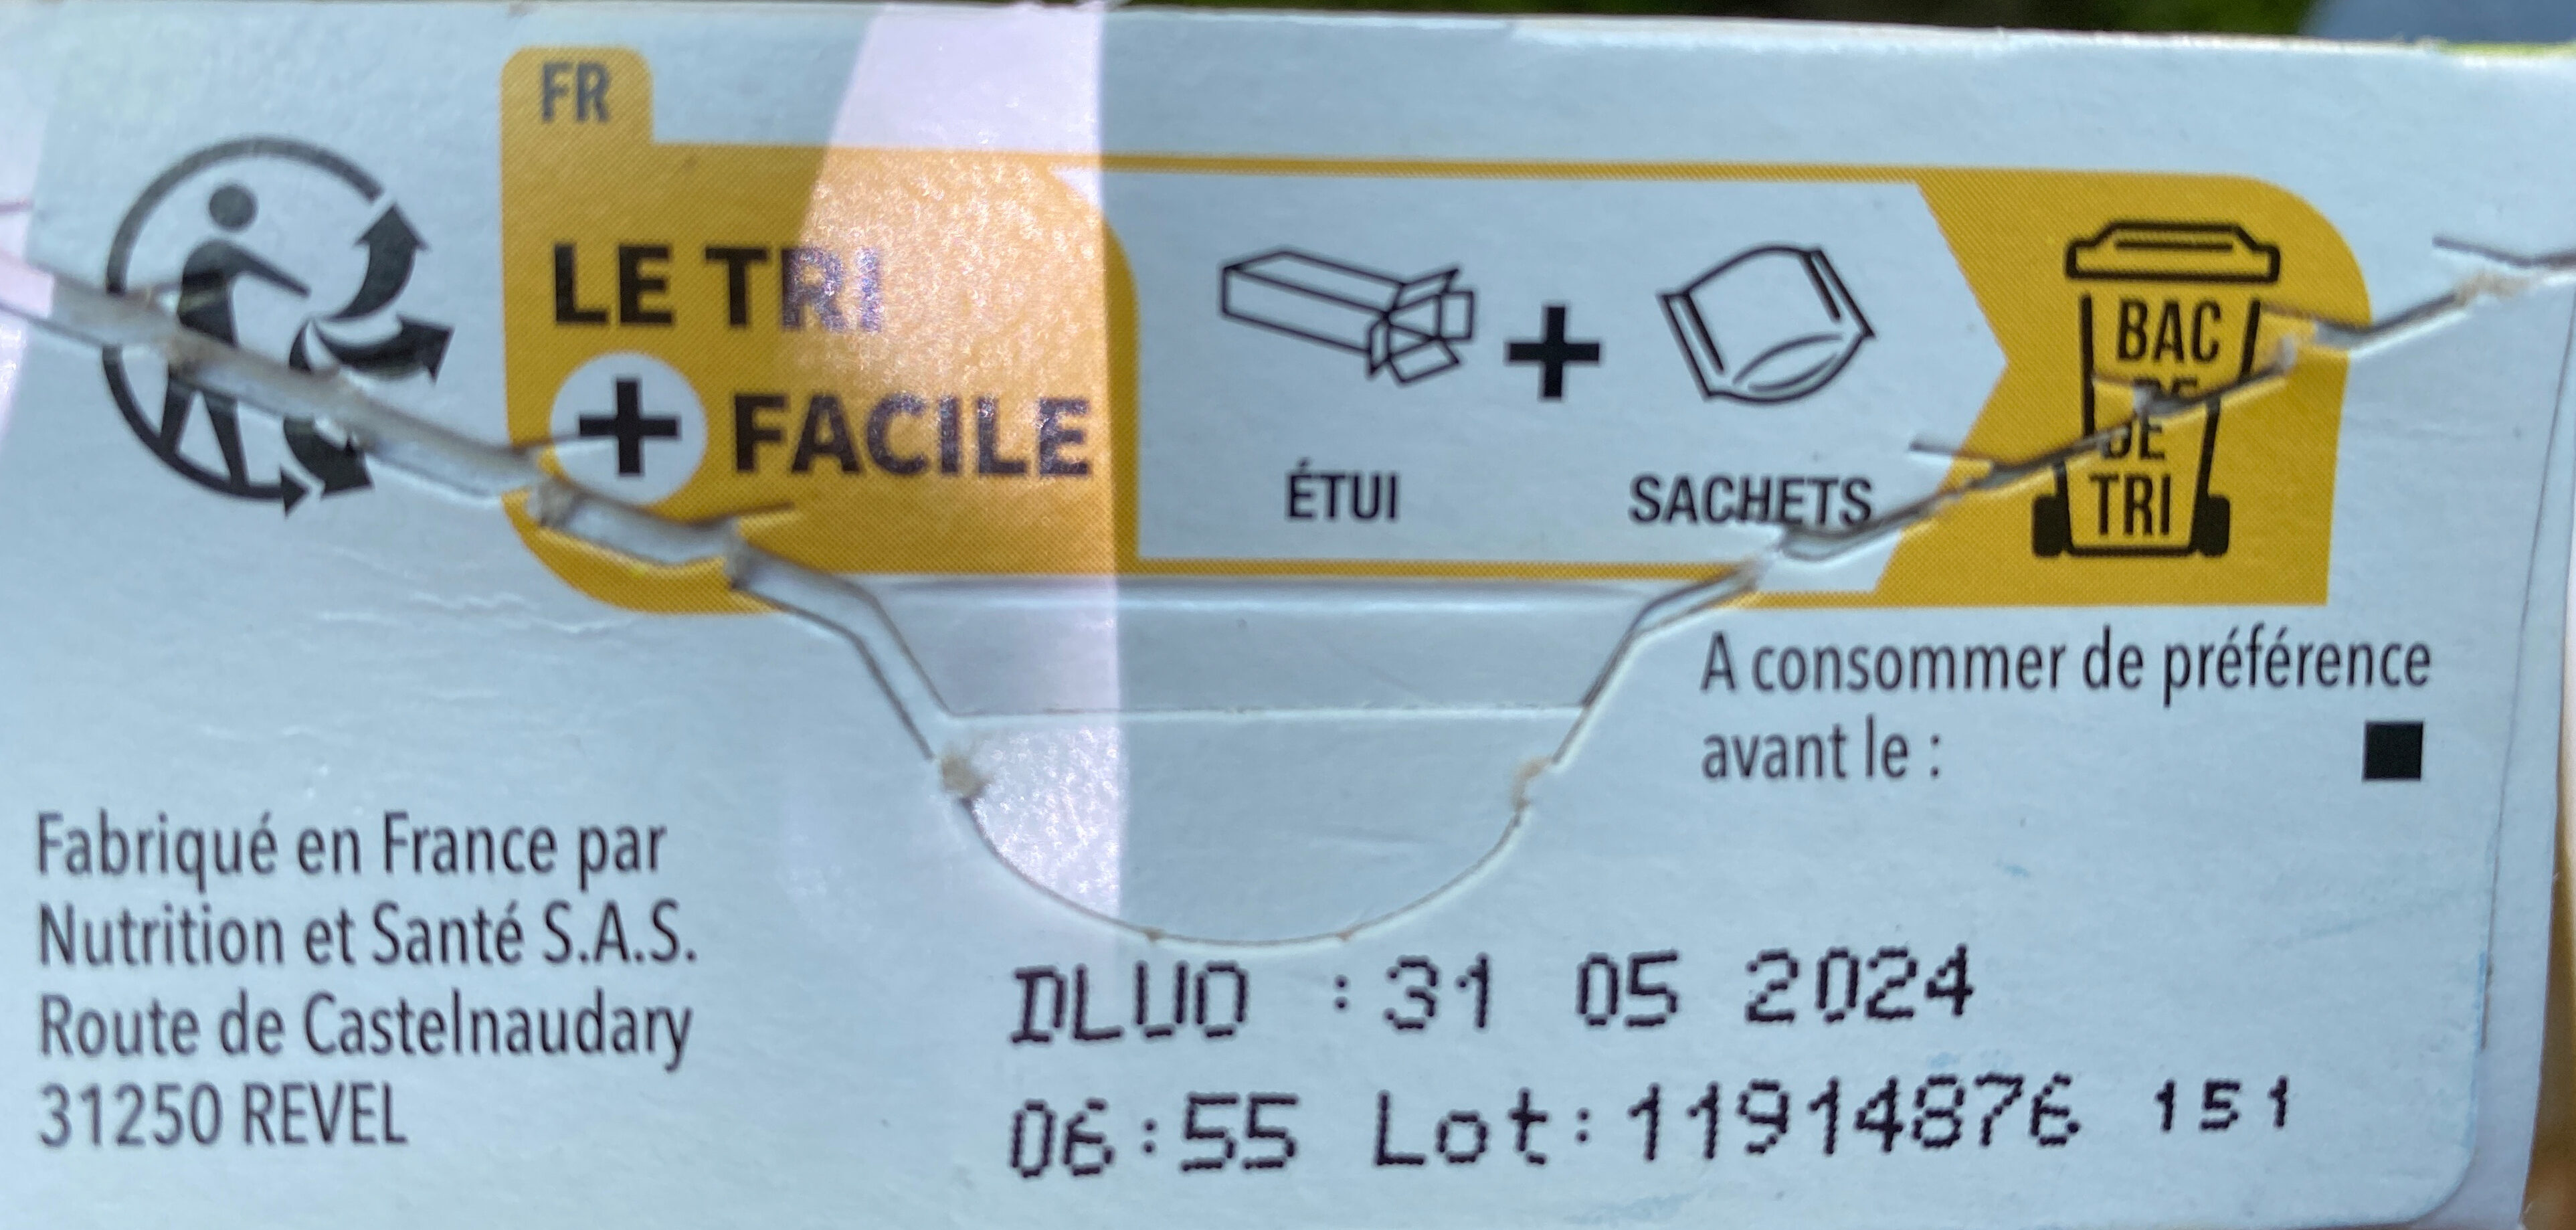 FR
LE TRI
+ FACILE
ÉTUI
+
SACHETS
BAC
DE
TRI
A consommer de préférence
avant le :
Fabriqué en France par
Nutrition et Santé S.A.S.
Route de Castelnaudary
31250 REVEL
DLUO :31 05 2024
06:55 Lot:11914876 151